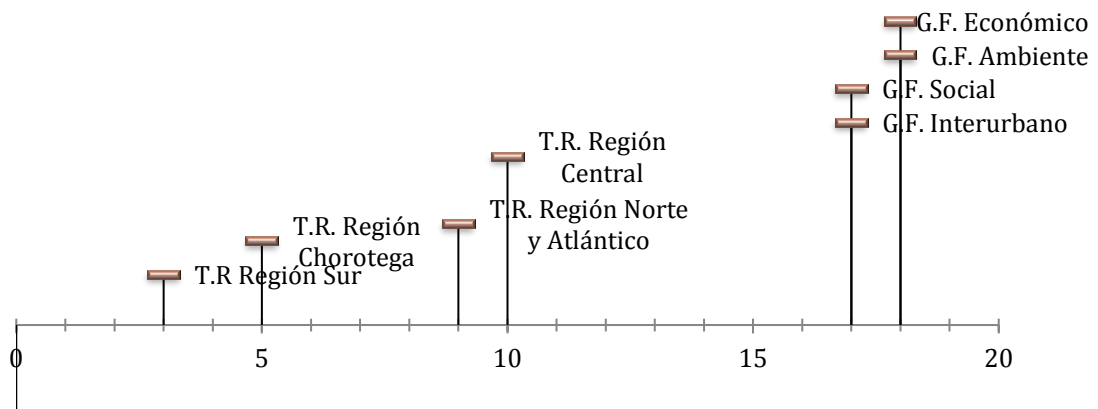 G.F. Económico
G.F. Ambiente
G.F. Social
G.F. Interurbano
T.R. Región
Central
T.R. Región Norte
y Atlántico
T.R. Región
Chorotega
T.R Región Sur
0 5 10 15 20